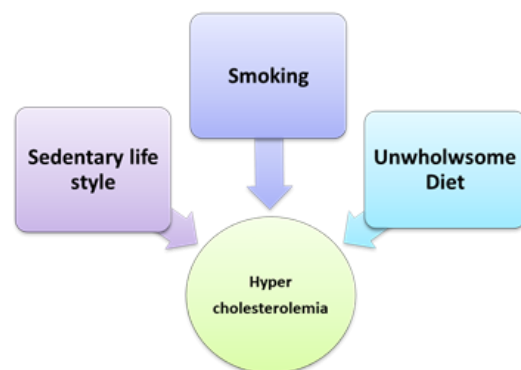 Smoking
Sedentary life
style
Unwholwsome
Diet
Hyper
cholesterolemia